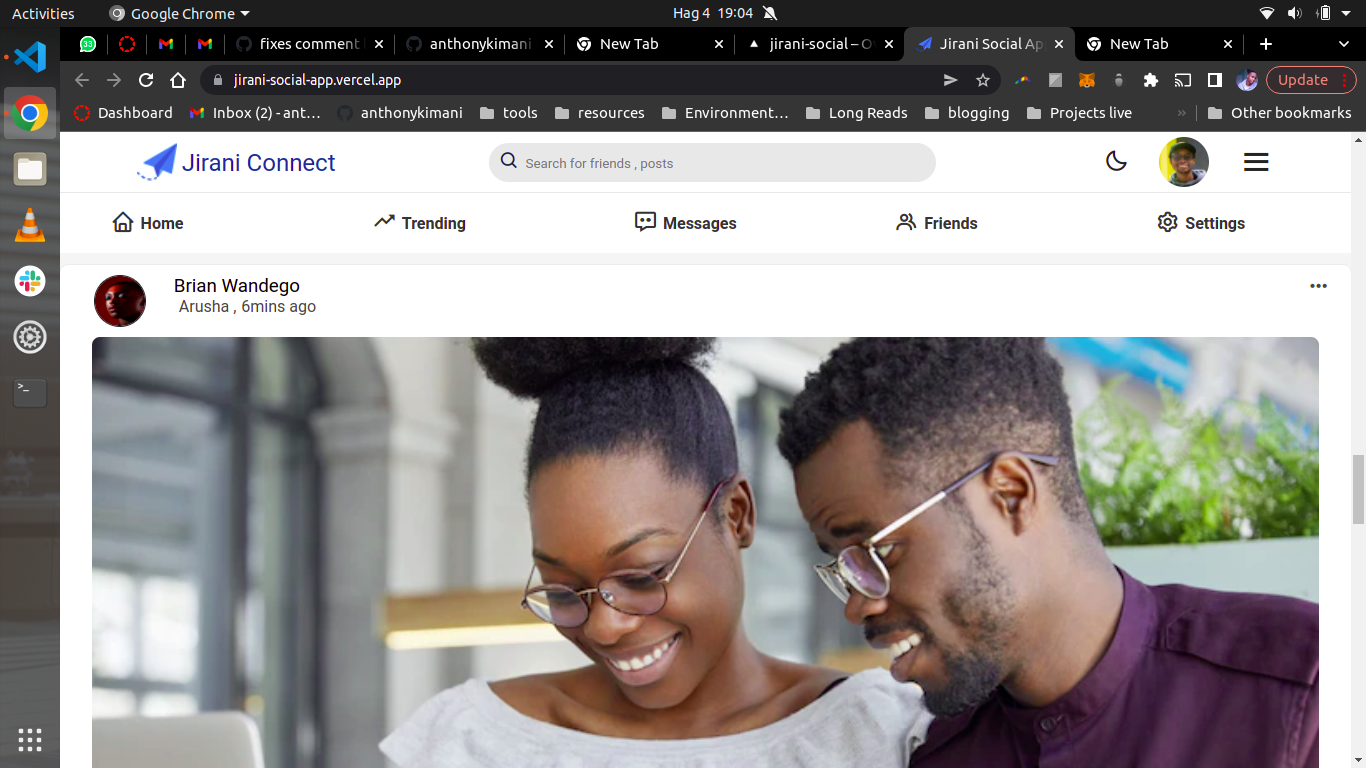 Activities
Google Chrome
Hag 4 19:04
33
fixes comment
anthonykimani
New Tab
jirani-social – Ov
Jirani Social Ap
New Tab
jirani-social-app.vercel.app
Update
Dashboard
Inbox (2) - ant…
anthonykimani
tools
resources
Environment…
Long Reads
blogging
Projects live
»
Other bookmarks
Jirani Connect
Search for friends , posts
Home
Trending
Messages
Friends
Settings
Brian Wandego
Arusha , 6mins ago